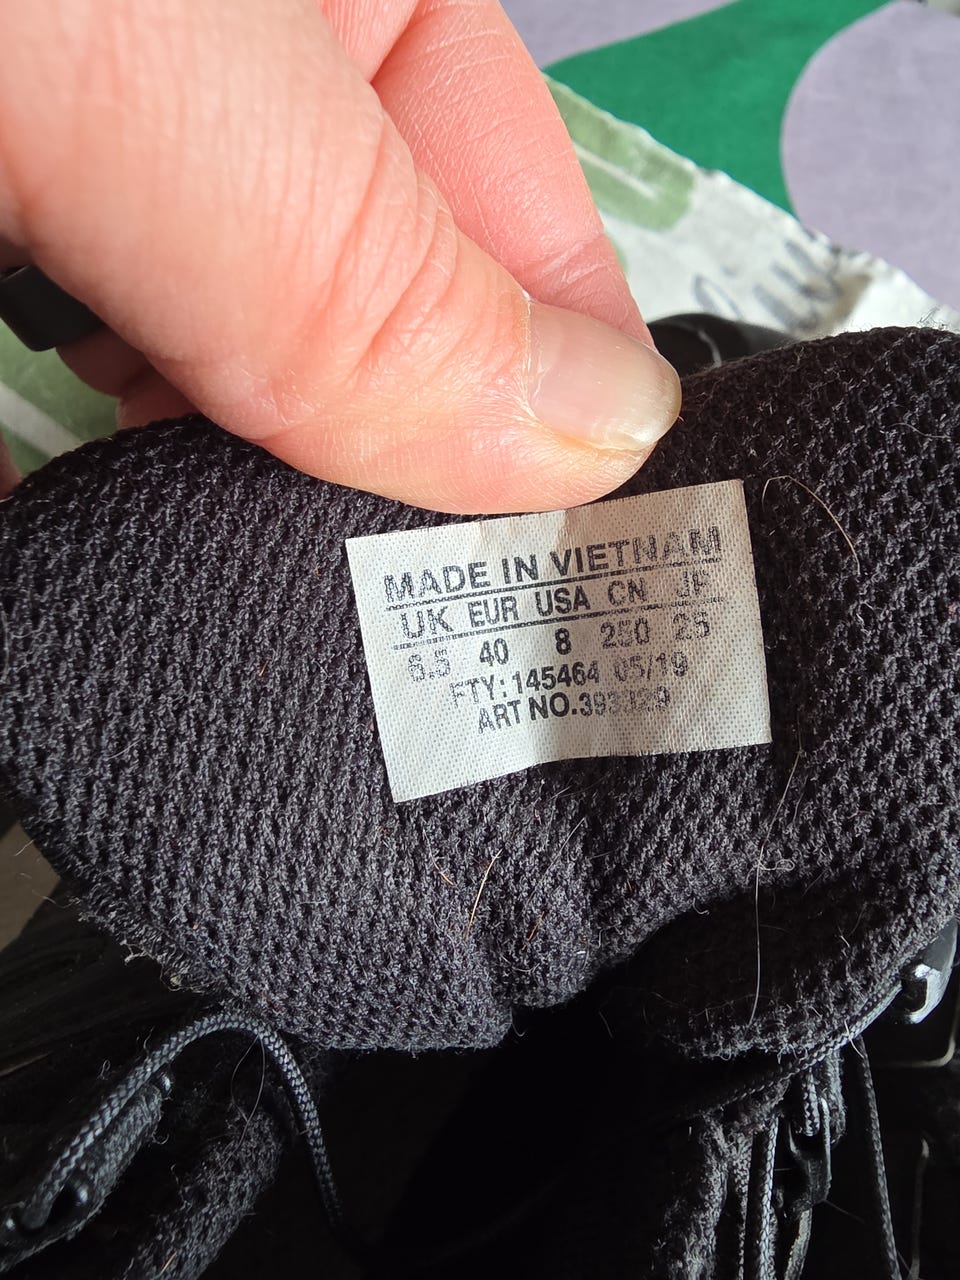 MADE IN VIETNAM
UK EUR USA CN JP
6.5 40 8 250 25
FTY: 145464 05/19
ART NO.